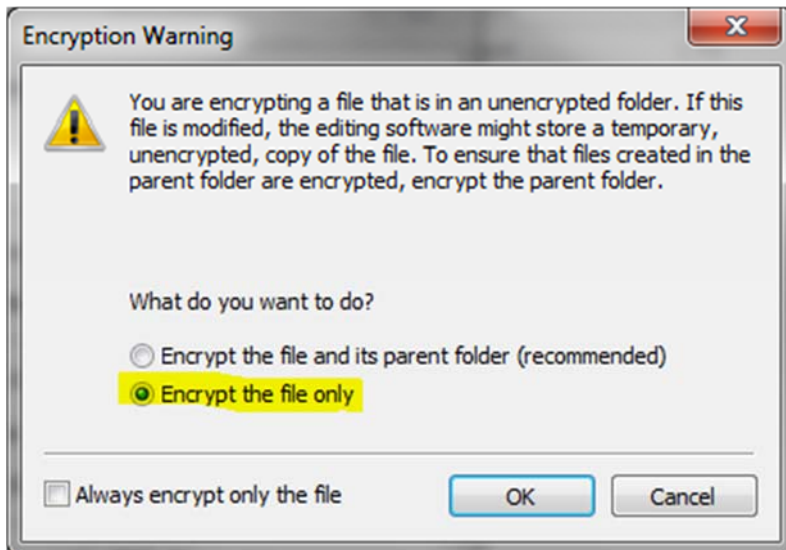 Encryption Warning
You are encrypting a file that is in an unencrypted folder. If this
file is modified, the editing software might store a temporary,
unencrypted, copy of the file. To ensure that files created in the
parent folder are encrypted, encrypt the parent folder.
What do you want to do?
Encrypt the file and its parent folder (recommended)
Encrypt the file only
Always encrypt only the file
OK
Cancel